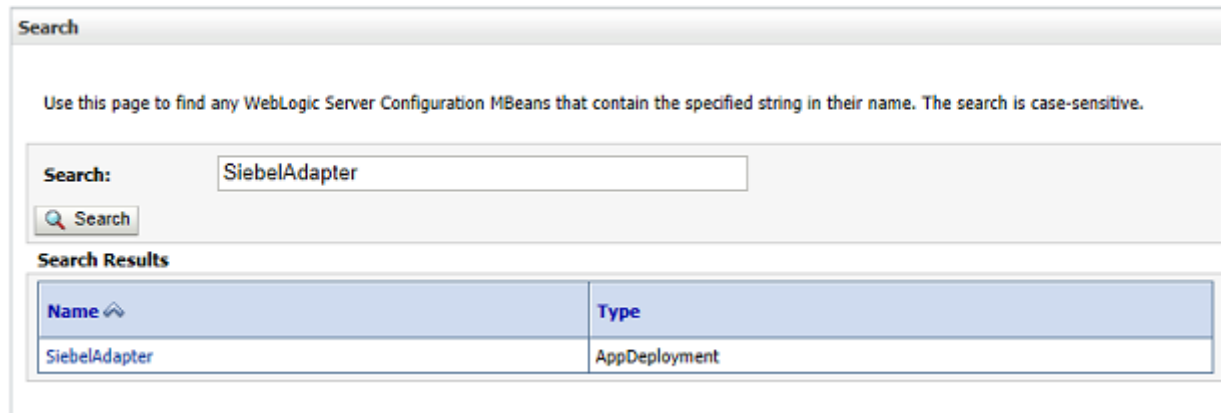 Search
Use this page to find any WebLogic Server Configuration MBeans that contain the specified string in their name. The search is case-sensitive.
Search: SiebelAdapter
Search
Search Results
Name Type
SiebelAdapter AppDeployment